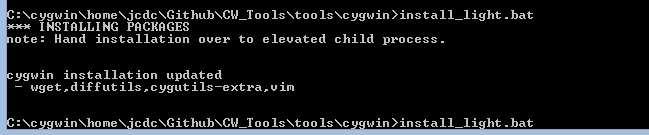 C:\cygwin\home\jcdc\Github\CW_Tools\tools\cygwin>install_light.bat
*** INSTALLING PACKAGES
note: Hand installation over to elevated child process.
cygwin installation updated
- wget,diffutils,cygutils-extra,vim
C:\cygwin\home\jcdc\Github\CW_Tools\tools\cygwin>install_light.bat